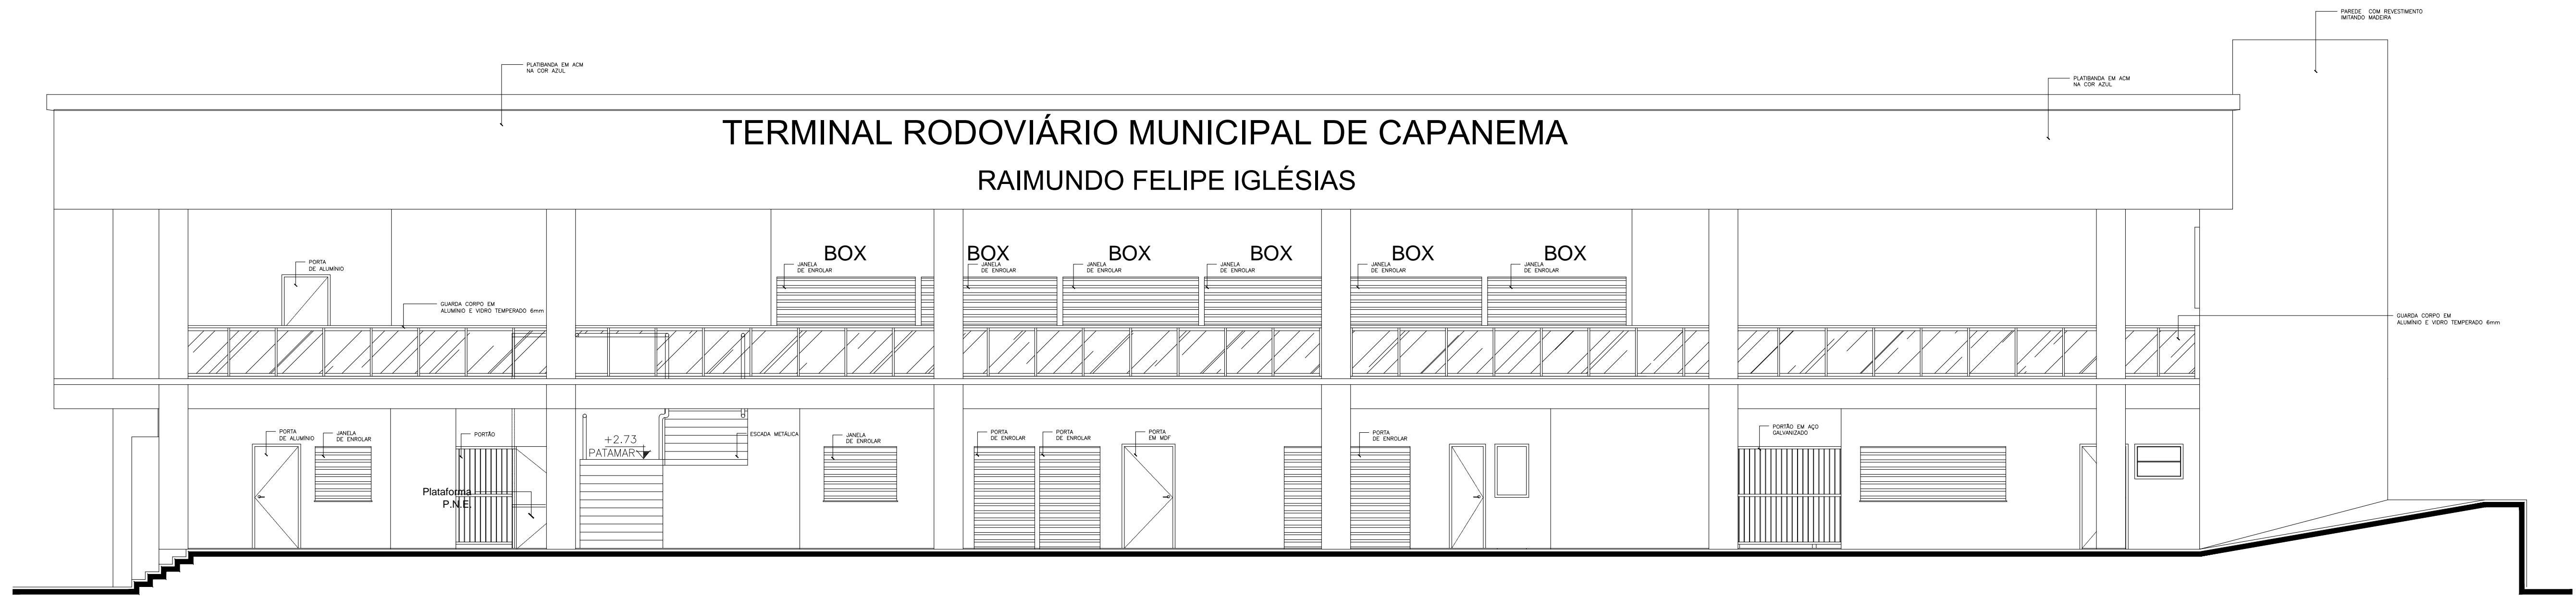 PAREDE COM REVESTIMENTO
IMITANDO MADEIRA
PLATIBANDA EM ACM
NA COR AZUL
PLATIBANDA EM ACM
NA COR AZUL
TERMINAL RODOVIÁRIO MUNICIPAL DE CAPANEMA
RAIMUNDO FELIPE IGLÉSIAS
BOX
BOX
BOX
BOX
BOX
BOX
PORTA
DE ALUMÍNIO
JANELA
DE ENROLAR
JANELA
DE ENROLAR
JANELA
DE ENROLAR
JANELA
DE ENROLAR
JANELA
DE ENROLAR
JANELA
DE ENROLAR
GUARDA CORPO EM
ALUMÍNIO E VIDRO TEMPERADO 6mm
GUARDA CORPO EM
ALUMÍNIO E VIDRO TEMPERADO 6mm
PORTA
DE ALUMÍNIO
JANELA
DE ENROLAR
PORTÃO
+2.73
PATAMAR
ESCADA METÁLICA
JANELA
DE ENROLAR
PORTA
DE ENROLAR
PORTA
DE ENROLAR
PORTA
EM MDF
PORTA
DE ENROLAR
PORTÃO EM AÇO
GALVANIZADO
Plataforma
P.N.E.